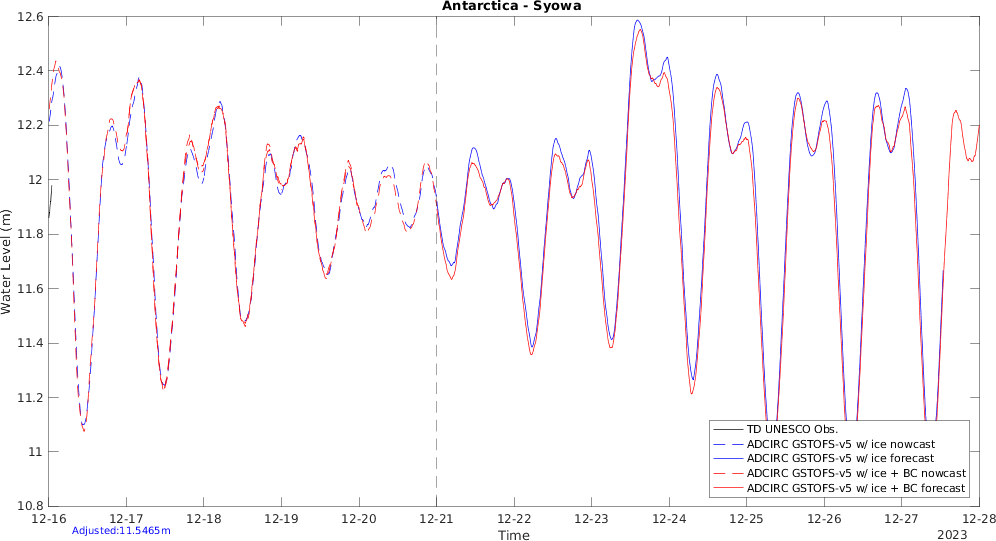 Antarctica - Syowa
12.6
12.4
12.2
12
11.8
11.6
11.4
11.2
11
10.8
Water Level (m)
TD UNESCO Obs.
ADCIRC GSTOFS-v5 w/ ice nowcast
ADCIRC GSTOFS-v5 w/ ice forecast
ADCIRC GSTOFS-v5 w/ ice + BC nowcast
ADCIRC GSTOFS-v5 w/ ice + BC forecast
12-16 12-17 12-18 12-19 12-20 12-21 12-22 12-23 12-24 12-25 12-26 12-27 12-28
Adjusted:11.5465m
Time
2023